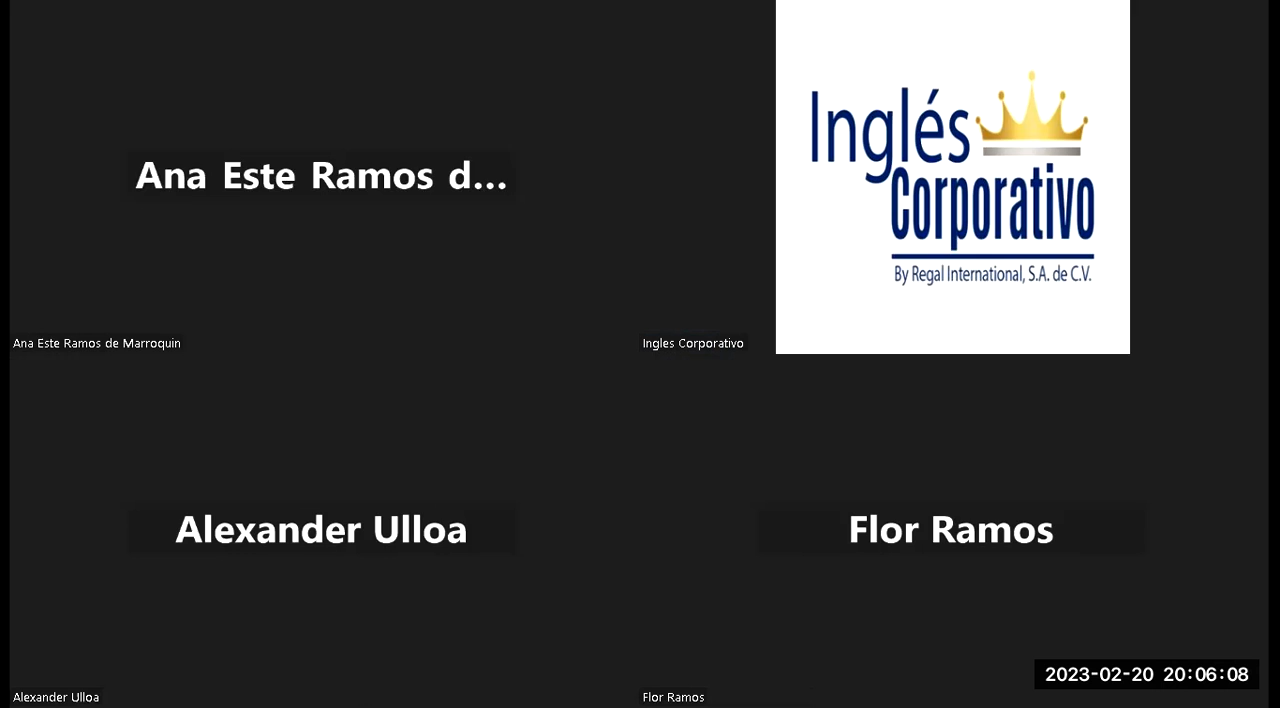 Ana Este Ramos d...
Ana Este Ramos de Marroquin
Inglés
Corporativo
By Regal International, S.A. de C.V.
Ingles Corporativo
Alexander Ulloa
Alexander Ulloa
Flor Ramos
Flor Ramos
2023-02-20 20:06:08